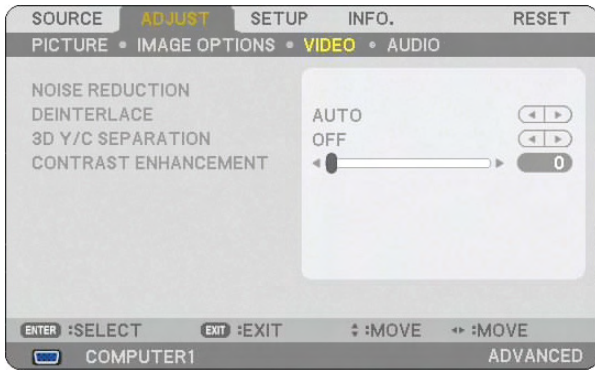 SOURCE ADJUST SETUP INFO. RESET
PICTURE • IMAGE OPTIONS • VIDEO • AUDIO
NOISE REDUCTION
DEINTERLACE AUTO
3D Y/C SEPARATION OFF
CONTRAST ENHANCEMENT 0
ENTER :SELECT EXIT :EXIT :MOVE :MOVE
COMPUTER1 ADVANCED